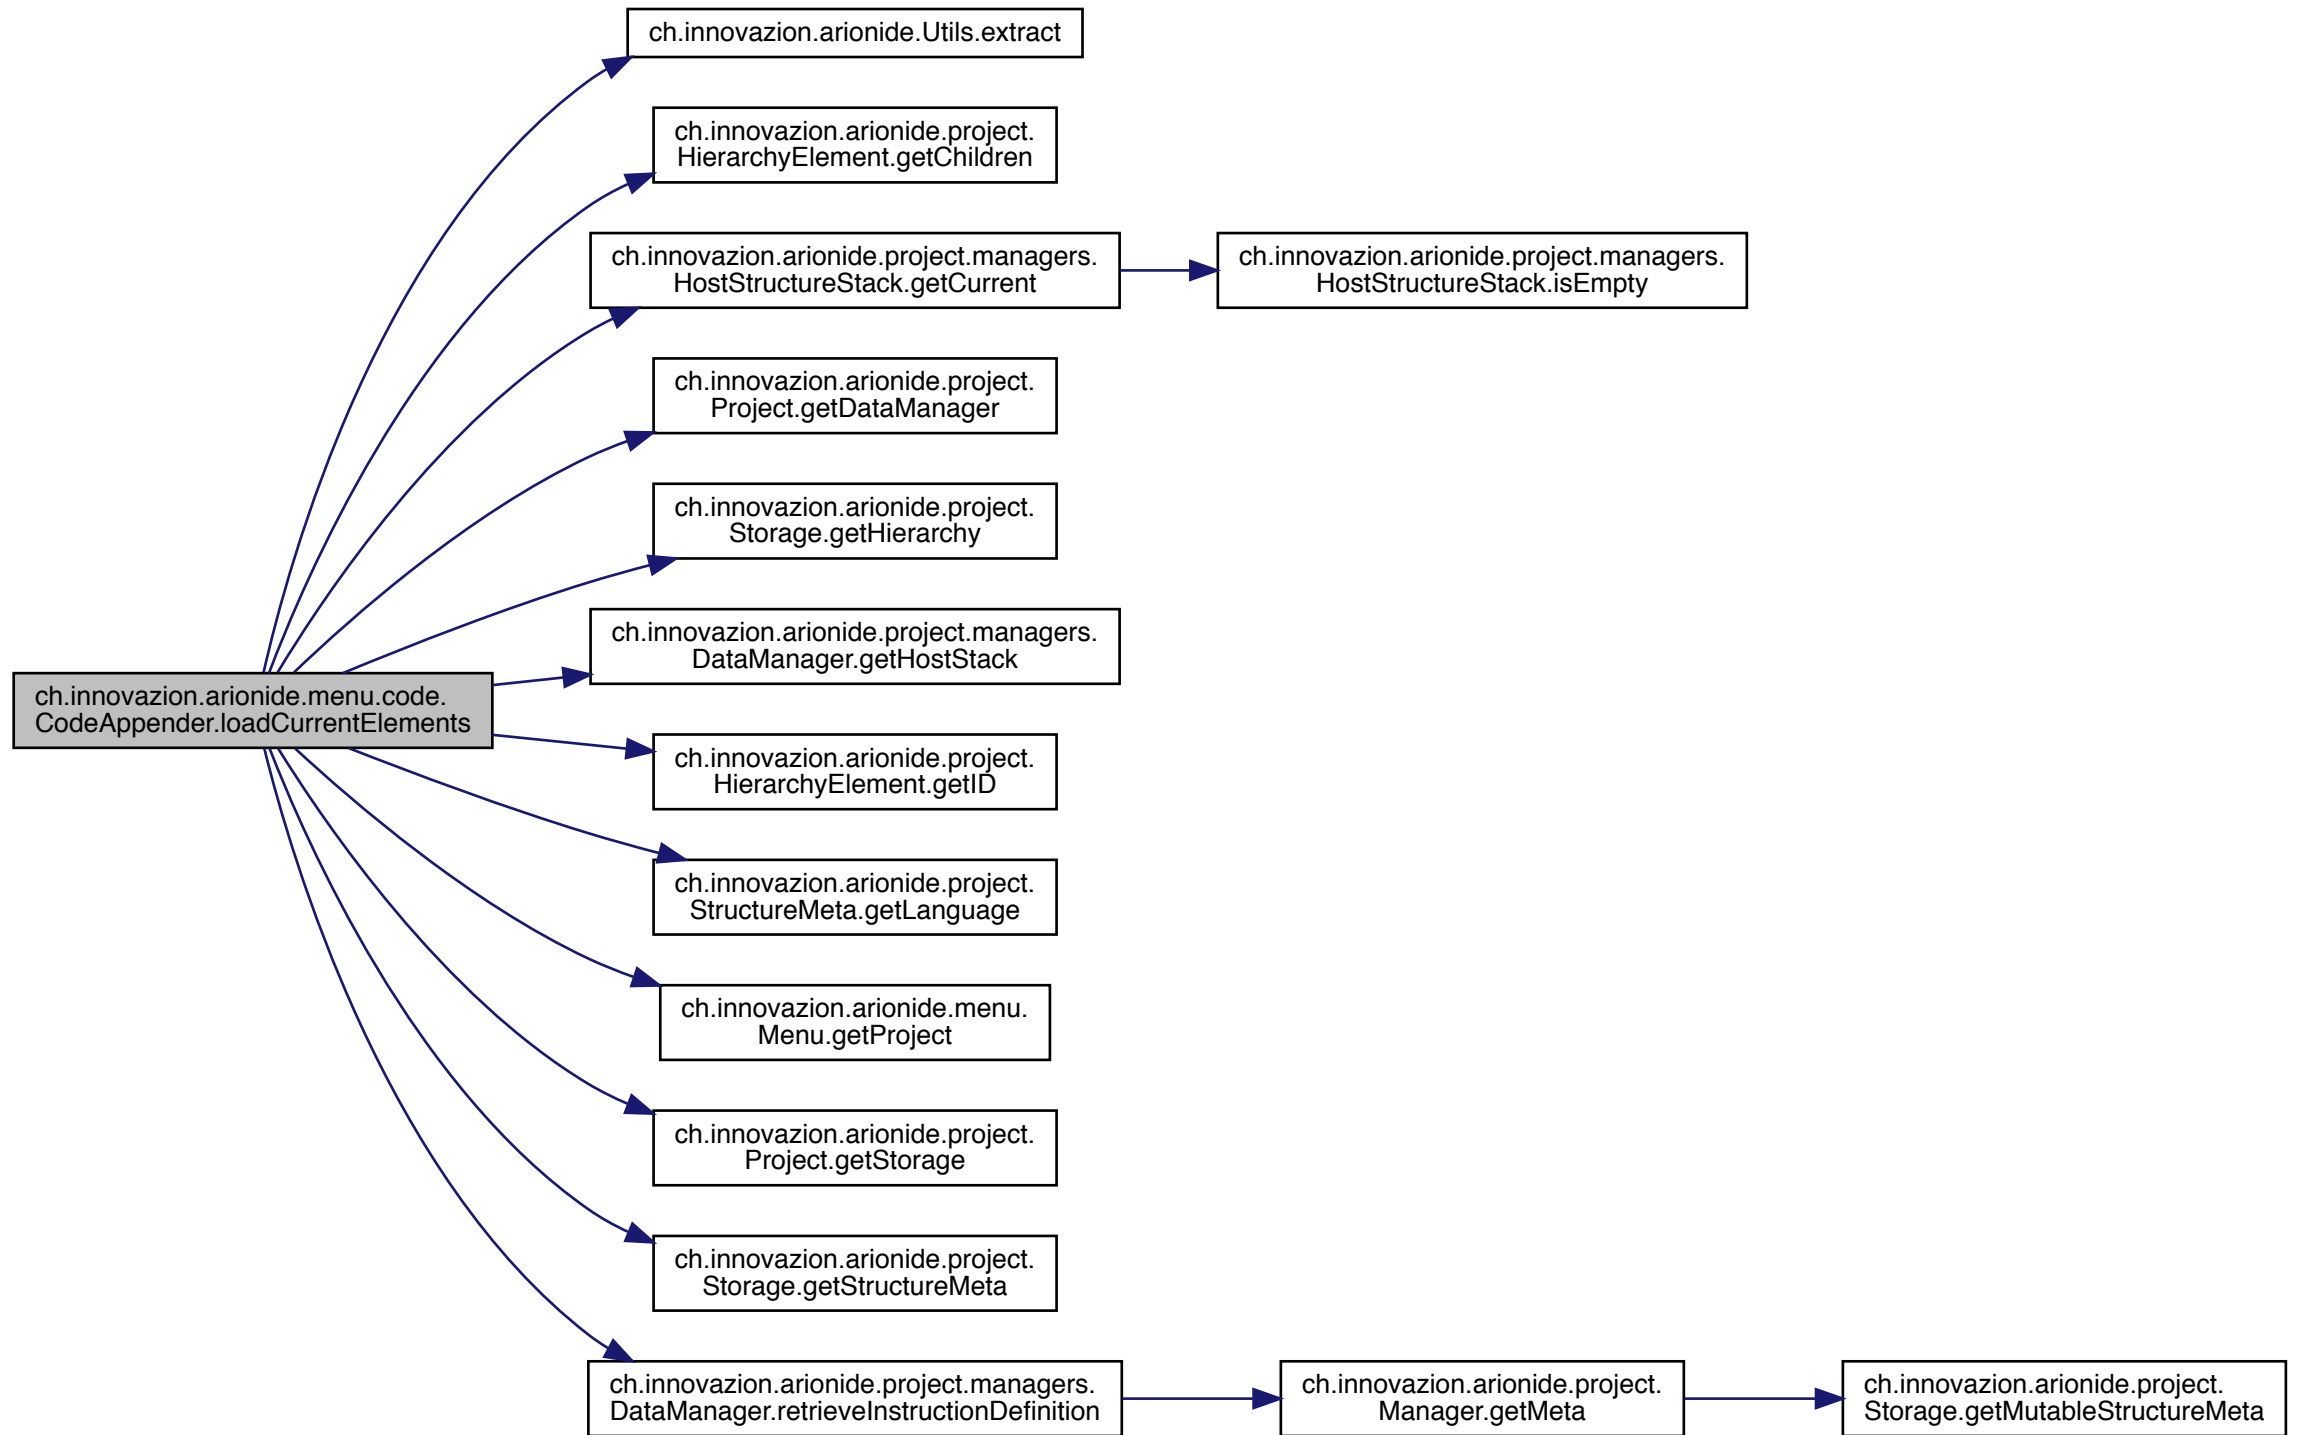 ch.innovazion.arionide.Utils.extract
ch.innovazion.arionide.project.
HierarchyElement.getChildren
ch.innovazion.arionide.project.managers.
HostStructureStack.getCurrent
ch.innovazion.arionide.project.managers.
HostStructureStack.isEmpty
ch.innovazion.arionide.project.
Project.getDataManager
ch.innovazion.arionide.project.
Storage.getHierarchy
ch.innovazion.arionide.project.managers.
DataManager.getHostStack
ch.innovazion.arionide.menu.code.
CodeAppender.loadCurrentElements
ch.innovazion.arionide.project.
HierarchyElement.getID
ch.innovazion.arionide.project.
StructureMeta.getLanguage
ch.innovazion.arionide.menu.
Menu.getProject
ch.innovazion.arionide.project.
Project.getStorage
ch.innovazion.arionide.project.
Storage.getStructureMeta
ch.innovazion.arionide.project.managers.
DataManager.retrieveInstructionDefinition
ch.innovazion.arionide.project.
Manager.getMeta
ch.innovazion.arionide.project.
Storage.getMutableStructureMeta